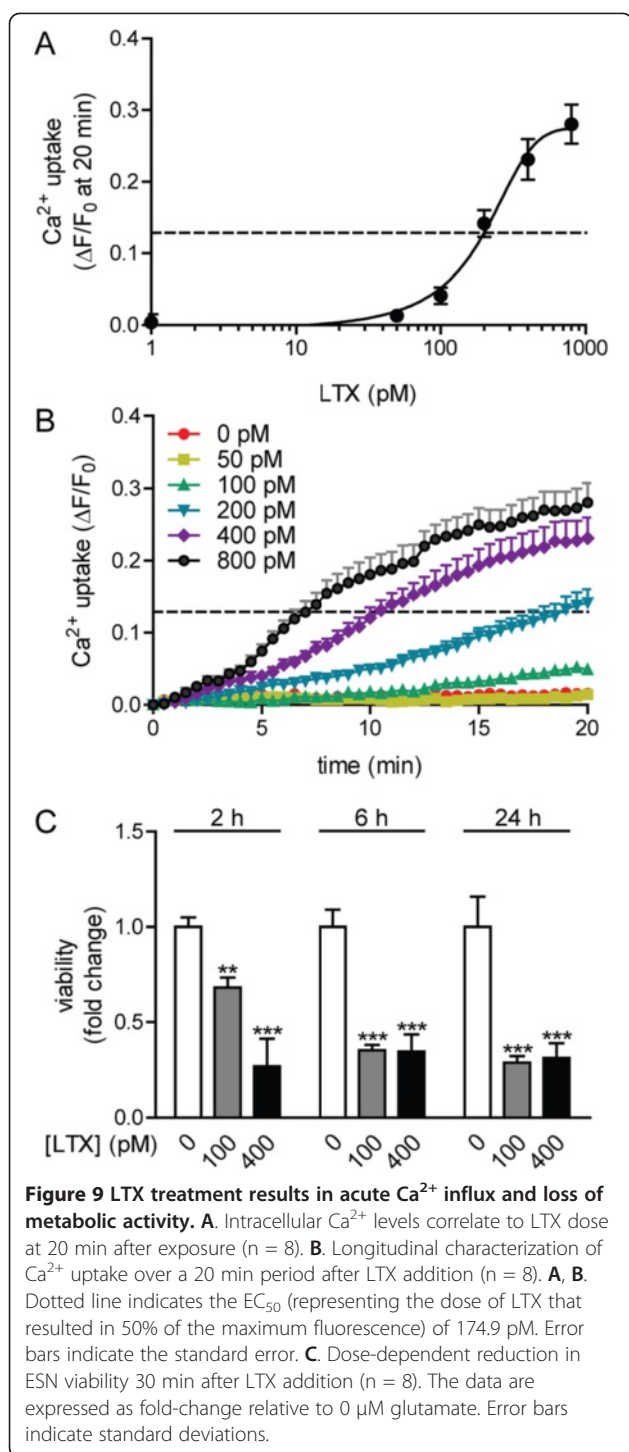 A
0.4
0.3
0.2
0.1
0.0
Ca²⁺ uptake
(ΔF/F₀ at 20 min)
1
10
100
1000
LTX (pM)
B
0.4
0.3
0.2
0.1
0.0
Ca²⁺ uptake (ΔF/F₀)
0 pM
50 pM
100 pM
200 pM
400 pM
800 pM
0
5
10
15
20
time (min)
C
2 h
6 h
24 h
1.5
1.0
0.5
0.0
viability
(fold change)
**
***
***
***
***
***
[LTX] (pM)
0
100
400
0
100
400
0
100
400
Figure 9 LTX treatment results in acute Ca²⁺ influx and loss of
metabolic activity. A. Intracellular Ca²⁺ levels correlate to LTX dose
at 20 min after exposure (n = 8). B. Longitudinal characterization of
Ca²⁺ uptake over a 20 min period after LTX addition (n = 8). A, B.
Dotted line indicates the EC₅₀ (representing the dose of LTX that
resulted in 50% of the maximum fluorescence) of 174.9 pM. Error
bars indicate the standard error. C. Dose-dependent reduction in
ESN viability 30 min after LTX addition (n = 8). The data are
expressed as fold-change relative to 0 μM glutamate. Error bars
indicate standard deviations.